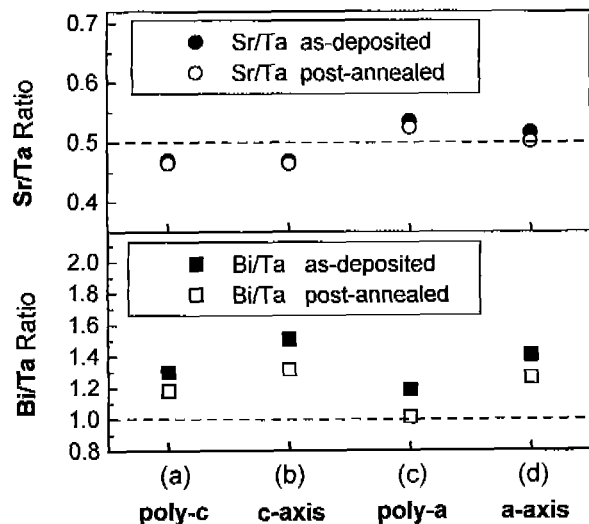 0.7
0.6
0.5
0.4
Sr/Ta Ratio
Sr/Ta as-deposited
Sr/Ta post-annealed
2.0
1.8
1.6
1.4
1.2
1.0
0.8
Bi/Ta Ratio
Bi/Ta as-deposited
Bi/Ta post-annealed
(a) (b) (c) (d)
poly-c c-axis poly-a a-axis